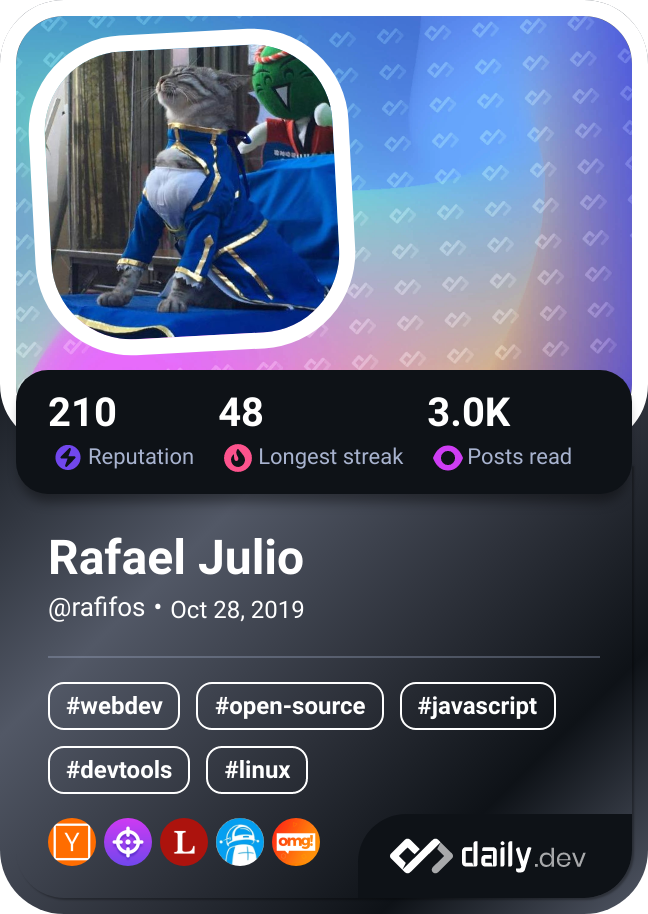 210
48
3.0K
Reputation
Longest streak
Posts read
Rafael Julio
@rafifos • Oct 28, 2019
#webdev
#open-source
#javascript
#devtools
#linux
Y
L
omg!
daily.dev